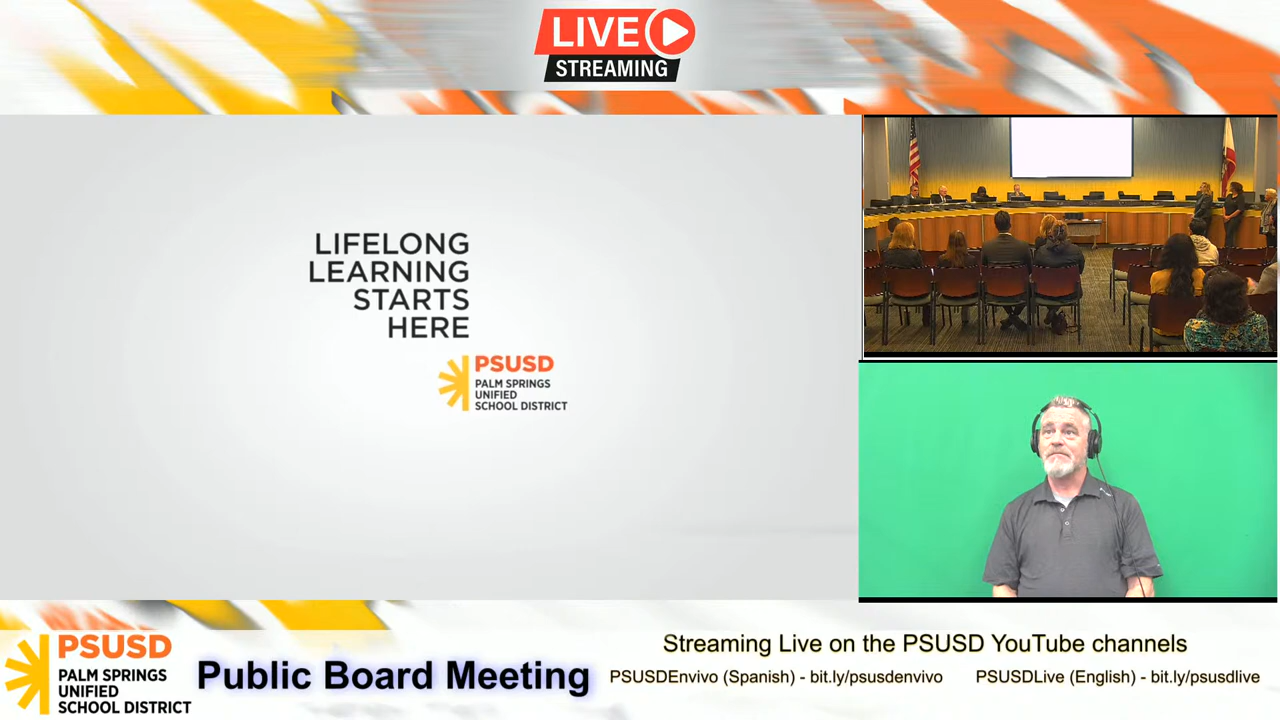 LIVE
STREAMING
LIFELONG
LEARNING
STARTS
HERE
PSUSD
PALM SPRINGS
UNIFIED
SCHOOL DISTRICT
PSUSD
PALM SPRINGS
UNIFIED
SCHOOL DISTRICT
Public Board Meeting
Streaming Live on the PSUSD YouTube channels
PSUSDEnvivo (Spanish) - bit.ly/psusdenvivo
PSUSDLive (English) - bit.ly/psusdlive